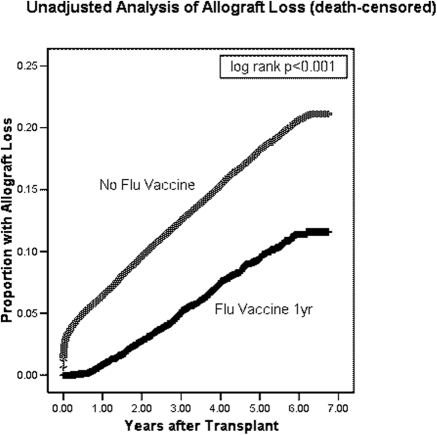 Unadjusted Analysis of Allograft Loss (death-censored)
log rank p<0.001
Proportion with Allograft Loss
0.25
0.20
0.15
0.10
0.05
0.00
No Flu Vaccine
Flu Vaccine 1yr
0.00 1.00 2.00 3.00 4.00 5.00 6.00 7.00
Years after Transplant